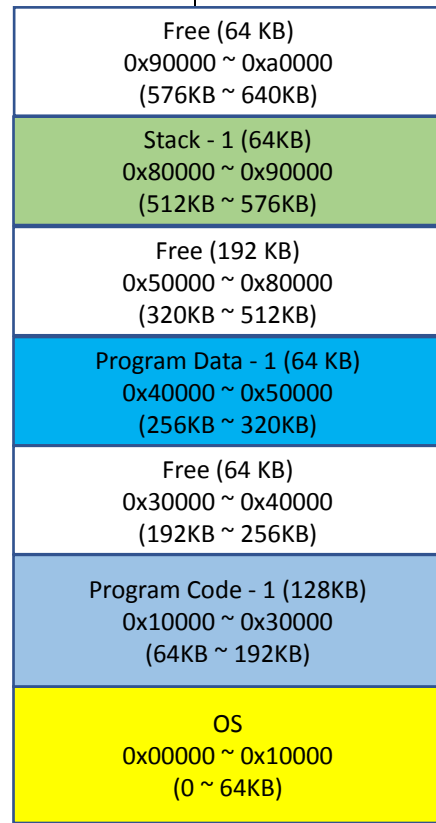 Free (64 KB)
0x90000 ~ 0xa0000
(576KB ~ 640KB)
Stack - 1 (64KB)
0x80000 ~ 0x90000
(512KB ~ 576KB)
Free (192 KB)
0x50000 ~ 0x80000
(320KB ~ 512KB)
Program Data - 1 (64 KB)
0x40000 ~ 0x50000
(256KB ~ 320KB)
Free (64 KB)
0x30000 ~ 0x40000
(192KB ~ 256KB)
Program Code - 1 (128KB)
0x10000 ~ 0x30000
(64KB ~ 192KB)
OS
0x00000 ~ 0x10000
(0 ~ 64KB)